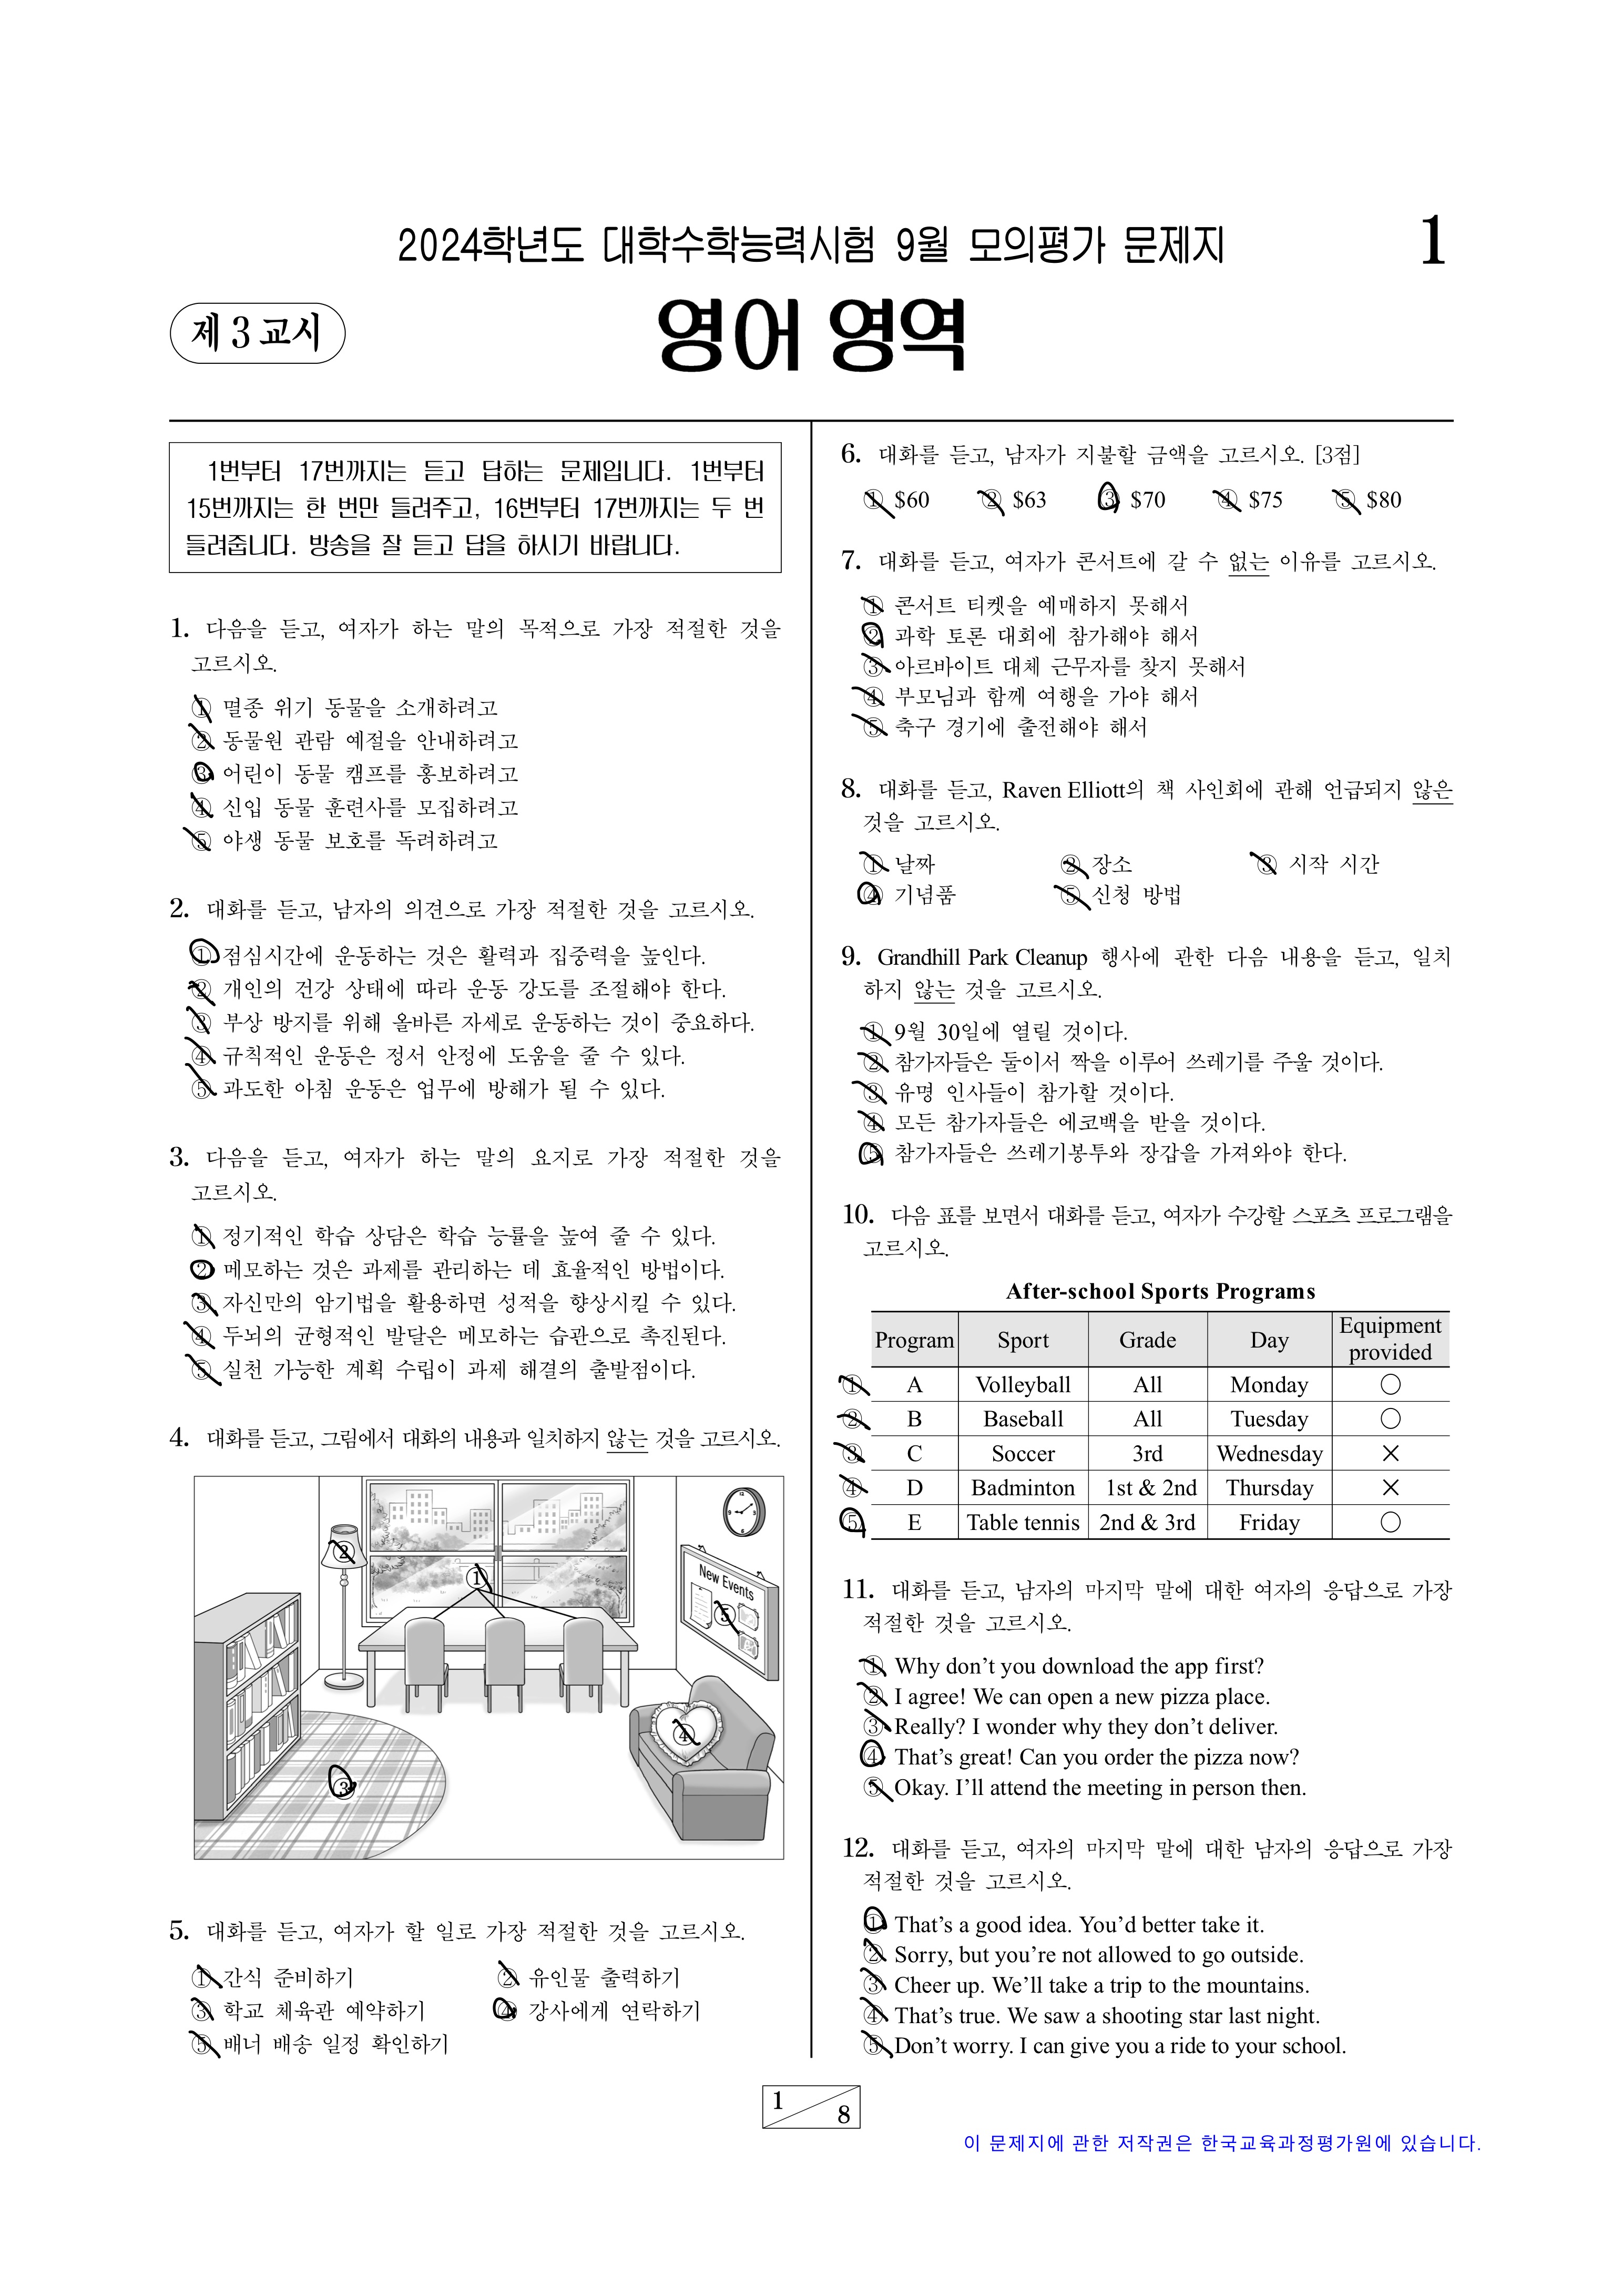 2024학년도 대학수학능력시험 9월 모의평가 문제지
1
제 3 교시
영어 영역
1번부터 17번까지는 듣고 답하는 문제입니다. 1번부터
15번까지는 한 번만 들려주고, 16번부터 17번까지는 두 번
들려줍니다. 방송을 잘 듣고 답을 하시기 바랍니다.
1. 다음을 듣고, 여자가 하는 말의 목적으로 가장 적절한 것을
고르시오.
① 멸종 위기 동물을 소개하려고
② 동물원 관람 예절을 안내하려고
③ 어린이 동물 캠프를 홍보하려고
④ 신입 동물 훈련사를 모집하려고
⑤ 야생 동물 보호를 독려하려고
2. 대화를 듣고, 남자의 의견으로 가장 적절한 것을 고르시오.
① 점심시간에 운동하는 것은 활력과 집중력을 높인다.
② 개인의 건강 상태에 따라 운동 강도를 조절해야 한다.
③ 부상 방지를 위해 올바른 자세로 운동하는 것이 중요하다.
④ 규칙적인 운동은 정서 안정에 도움을 줄 수 있다.
⑤ 과도한 아침 운동은 업무에 방해가 될 수 있다.
3. 다음을 듣고, 여자가 하는 말의 요지로 가장 적절한 것을
고르시오.
① 정기적인 학습 상담은 학습 능률을 높여 줄 수 있다.
② 메모하는 것은 과제를 관리하는 데 효율적인 방법이다.
③ 자신만의 암기법을 활용하면 성적을 향상시킬 수 있다.
④ 두뇌의 균형적인 발달은 메모하는 습관으로 촉진된다.
⑤ 실천 가능한 계획 수립이 과제 해결의 출발점이다.
4. 대화를 듣고, 그림에서 대화의 내용과 일치하지 않는 것을 고르시오.
12
3
6
9
②
①
New Events
⑤
④
③
5. 대화를 듣고, 여자가 할 일로 가장 적절한 것을 고르시오.
① 간식 준비하기 ② 유인물 출력하기
③ 학교 체육관 예약하기 ④ 강사에게 연락하기
⑤ 배너 배송 일정 확인하기
6. 대화를 듣고, 남자가 지불할 금액을 고르시오. [3점]
① $60 ② $63 ③ $70 ④ $75 ⑤ $80
7. 대화를 듣고, 여자가 콘서트에 갈 수 없는 이유를 고르시오.
① 콘서트 티켓을 예매하지 못해서
② 과학 토론 대회에 참가해야 해서
③ 아르바이트 대체 근무자를 찾지 못해서
④ 부모님과 함께 여행을 가야 해서
⑤ 축구 경기에 출전해야 해서
8. 대화를 듣고, Raven Elliott의 책 사인회에 관해 언급되지 않은
것을 고르시오.
① 날짜 ② 장소 ③ 시작 시간
④ 기념품 ⑤ 신청 방법
9. Grandhill Park Cleanup 행사에 관한 다음 내용을 듣고, 일치
하지 않는 것을 고르시오.
① 9월 30일에 열릴 것이다.
② 참가자들은 둘이서 짝을 이루어 쓰레기를 주울 것이다.
③ 유명 인사들이 참가할 것이다.
④ 모든 참가자들은 에코백을 받을 것이다.
⑤ 참가자들은 쓰레기봉투와 장갑을 가져와야 한다.
10. 다음 표를 보면서 대화를 듣고, 여자가 수강할 스포츠 프로그램을
고르시오.
After-school Sports Programs
Program Sport Grade Day Equipment provided
① A Volleyball All Monday ○
② B Baseball All Tuesday ○
③ C Soccer 3rd Wednesday ×
④ D Badminton 1st & 2nd Thursday ×
⑤ E Table tennis 2nd & 3rd Friday ○
11. 대화를 듣고, 남자의 마지막 말에 대한 여자의 응답으로 가장
적절한 것을 고르시오.
① Why don't you download the app first?
② I agree! We can open a new pizza place.
③ Really? I wonder why they don't deliver.
④ That's great! Can you order the pizza now?
⑤ Okay. I'll attend the meeting in person then.
12. 대화를 듣고, 여자의 마지막 말에 대한 남자의 응답으로 가장
적절한 것을 고르시오.
① That's a good idea. You'd better take it.
② Sorry, but you're not allowed to go outside.
③ Cheer up. We'll take a trip to the mountains.
④ That's true. We saw a shooting star last night.
⑤ Don't worry. I can give you a ride to your school.
1
8
이 문제지에 관한 저작권은 한국교육과정평가원에 있습니다.